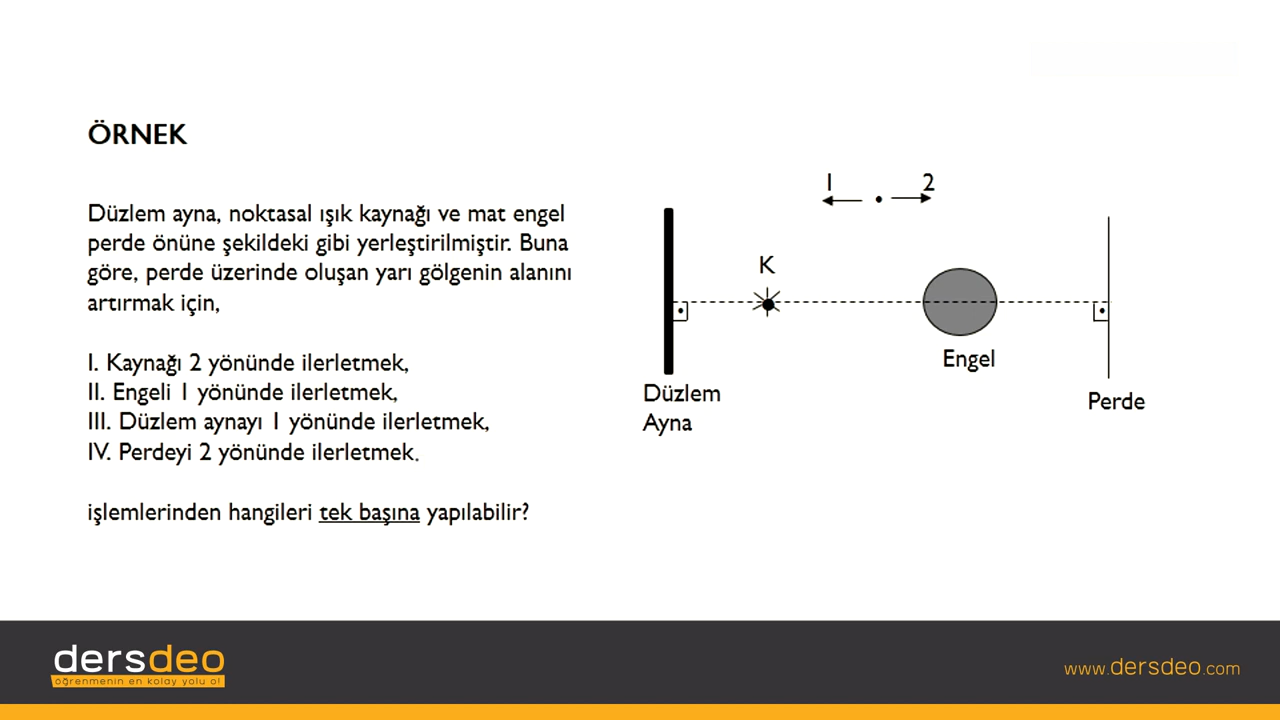 ÖRNEK
Düzlem ayna, noktasal ışık kaynağı ve mat engel
perde önüne şekildeki gibi yerleştirilmiştir. Buna
göre, perde üzerinde oluşan yarı gölgenin alanını
artırmak için,
I. Kaynağı 2 yönünde ilerletmek,
II. Engeli 1 yönünde ilerletmek,
III. Düzlem aynayı 1 yönünde ilerletmek,
IV. Perdeyi 2 yönünde ilerletmek.
işlemlerinden hangileri tek başına yapılabilir?
1 2
K
Engel
Düzlem
Ayna
Perde
dersdeo
öğrenmenin en kolay yolu o!
www.dersdeo.com